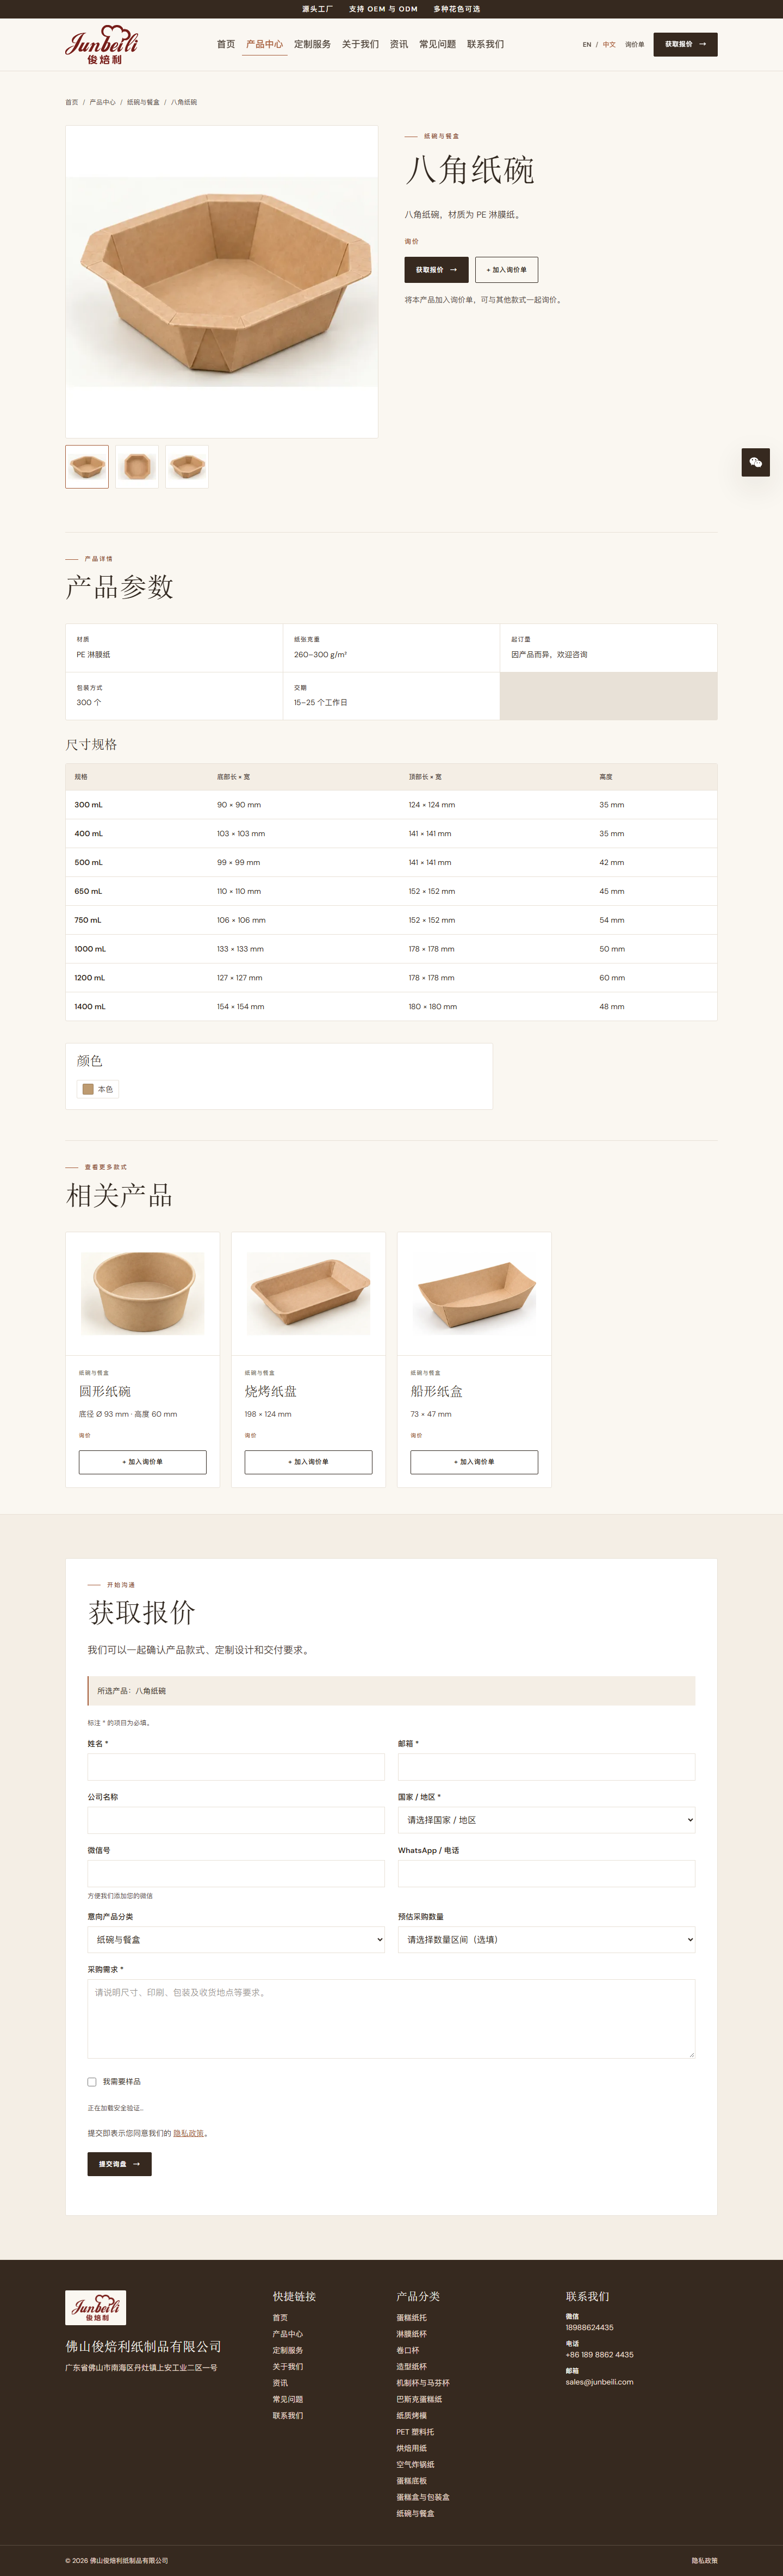 源头工厂 支持 OEM 与 ODM 多种花色可选
Junbeili
俊焙利
首页 产品中心 定制服务 关于我们 资讯 常见问题 联系我们
EN / 中文 询价单 获取报价 →
首页 / 产品中心 / 纸碗与餐盒 / 八角纸碗
纸碗与餐盒
八角纸碗
八角纸碗，材质为 PE 淋膜纸。
询价
获取报价 →
+ 加入询价单
将本产品加入询价单，可与其他款式一起询价。
产品详情
产品参数
材质
PE 淋膜纸
纸张克重
260–300 g/m²
起订量
因产品而异，欢迎咨询
包装方式
300 个
交期
15–25 个工作日
尺寸规格
规格 底部长 × 宽 顶部长 × 宽 高度
300 mL 90 × 90 mm 124 × 124 mm 35 mm
400 mL 103 × 103 mm 141 × 141 mm 35 mm
500 mL 99 × 99 mm 141 × 141 mm 42 mm
650 mL 110 × 110 mm 152 × 152 mm 45 mm
750 mL 106 × 106 mm 152 × 152 mm 54 mm
1000 mL 133 × 133 mm 178 × 178 mm 50 mm
1200 mL 127 × 127 mm 178 × 178 mm 60 mm
1400 mL 154 × 154 mm 180 × 180 mm 48 mm
颜色
本色
查看更多款式
相关产品
纸碗与餐盒
圆形纸碗
底径 Ø 93 mm · 高度 60 mm
询价
+ 加入询价单
纸碗与餐盒
烧烤纸盘
198 × 124 mm
询价
+ 加入询价单
纸碗与餐盒
船形纸盒
73 × 47 mm
询价
+ 加入询价单
开始沟通
获取报价
我们可以一起确认产品款式、定制设计和交付要求。
所选产品：八角纸碗
标注 * 的项目为必填。
姓名 *
邮箱 *
公司名称
国家 / 地区 *
请选择国家 / 地区
微信号
方便我们添加您的微信
WhatsApp / 电话
意向产品分类
纸碗与餐盒
预估采购数量
请选择数量区间（选填）
采购需求 *
请说明尺寸、印刷、包装及收货地点等要求。
我需要样品
正在加载安全验证…
提交即表示您同意我们的 隐私政策。
提交询盘 →
Junbeili
俊焙利
佛山俊焙利纸制品有限公司
广东省佛山市南海区丹灶镇上安工业二区一号
快捷链接
首页
产品中心
定制服务
关于我们
资讯
常见问题
联系我们
产品分类
蛋糕纸托
淋膜纸杯
卷口杯
造型纸杯
机制杯与马芬杯
巴斯克蛋糕纸
纸质烤模
PET 塑料托
烘焙用纸
空气炸锅纸
蛋糕底板
蛋糕盒与包装盒
纸碗与餐盒
联系我们
微信
18988624435
电话
+86 189 8862 4435
邮箱
sales@junbeili.com
© 2026 佛山俊焙利纸制品有限公司
隐私政策